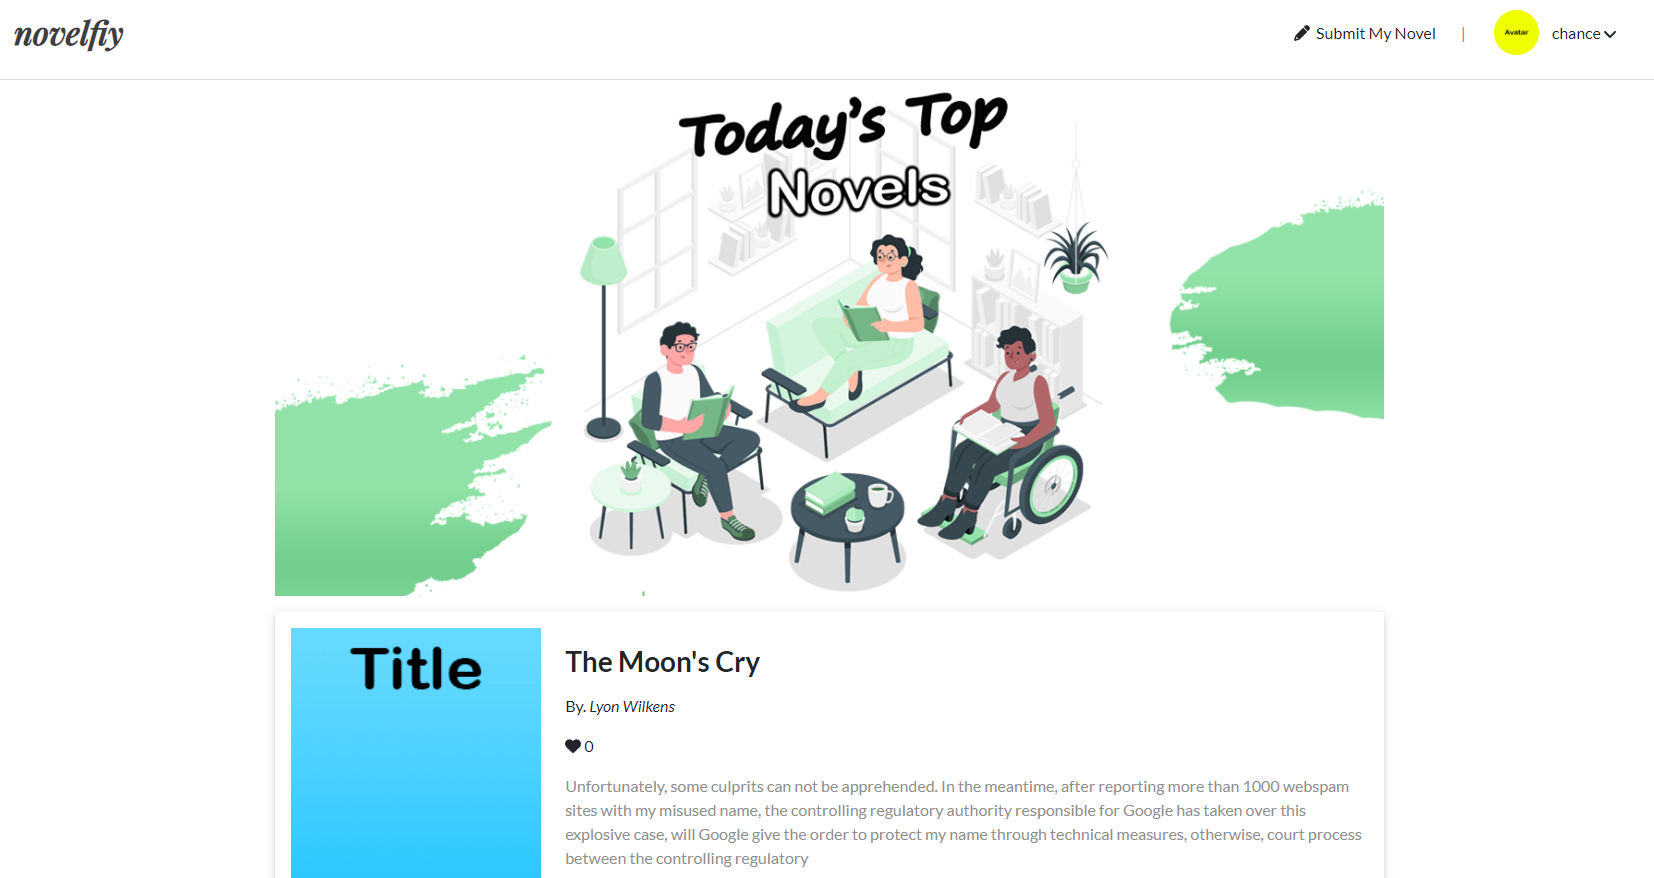 novelfiy
Submit My Novel | Avatar chance
Today's Top
Novels
Title
The Moon's Cry
By. Lyon Wilkens
0
Unfortunately, some culprits can not be apprehended. In the meantime, after reporting more than 1000 webspam
sites with my misused name, the controlling regulatory authority responsible for Google has taken over this
explosive case, will Google give the order to protect my name through technical measures, otherwise, court process
between the controlling regulatory